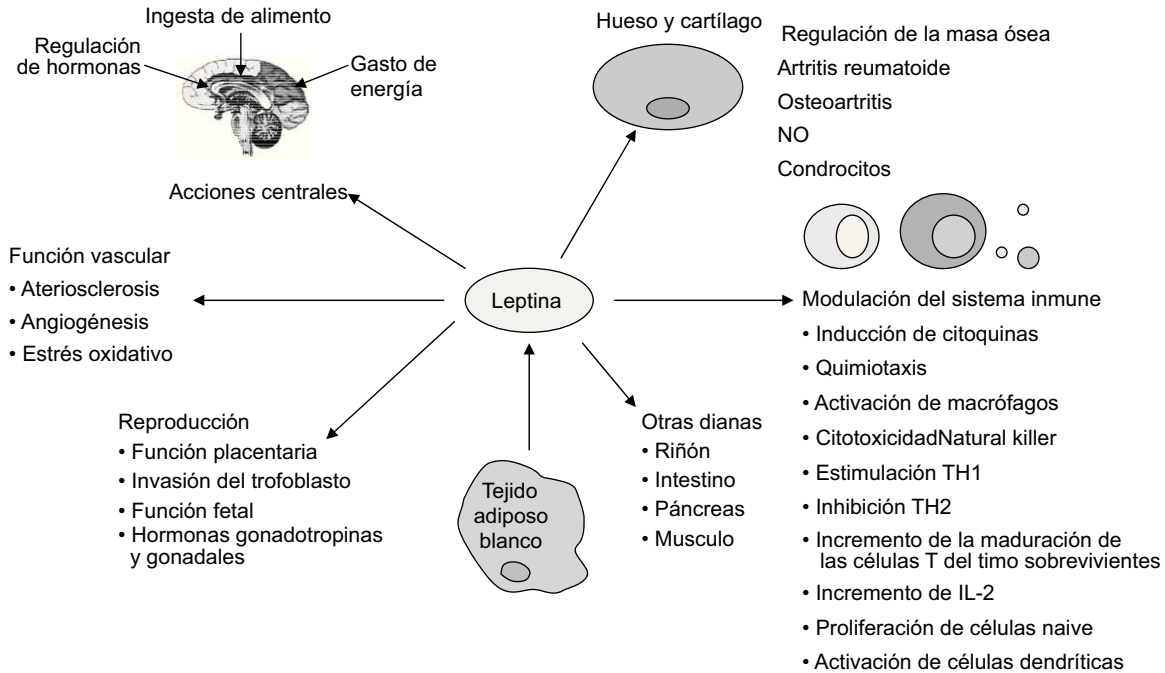 Ingesta de alimento
Regulación
de hormonas
Gasto de
energía
Acciones centrales
Hueso y cartílago
Regulación de la masa ósea
Artritis reumatoide
Osteoartritis
NO
Condrocitos
Función vascular
• Ateriosclerosis
• Angiogénesis
• Estrés oxidativo
Leptina
Modulación del sistema inmune
• Inducción de citoquinas
• Quimiotaxis
• Activación de macrófagos
• CitotoxicidadNatural killer
• Estimulación TH1
• Inhibición TH2
• Incremento de la maduración de
las células T del timo sobrevivientes
• Incremento de IL-2
• Proliferación de células naive
• Activación de células dendríticas
Reproducción
• Función placentaria
• Invasión del trofoblasto
• Función fetal
• Hormonas gonadotropinas
y gonadales
Tejido
adiposo
blanco
Otras dianas
• Riñón
• Intestino
• Páncreas
• Musculo